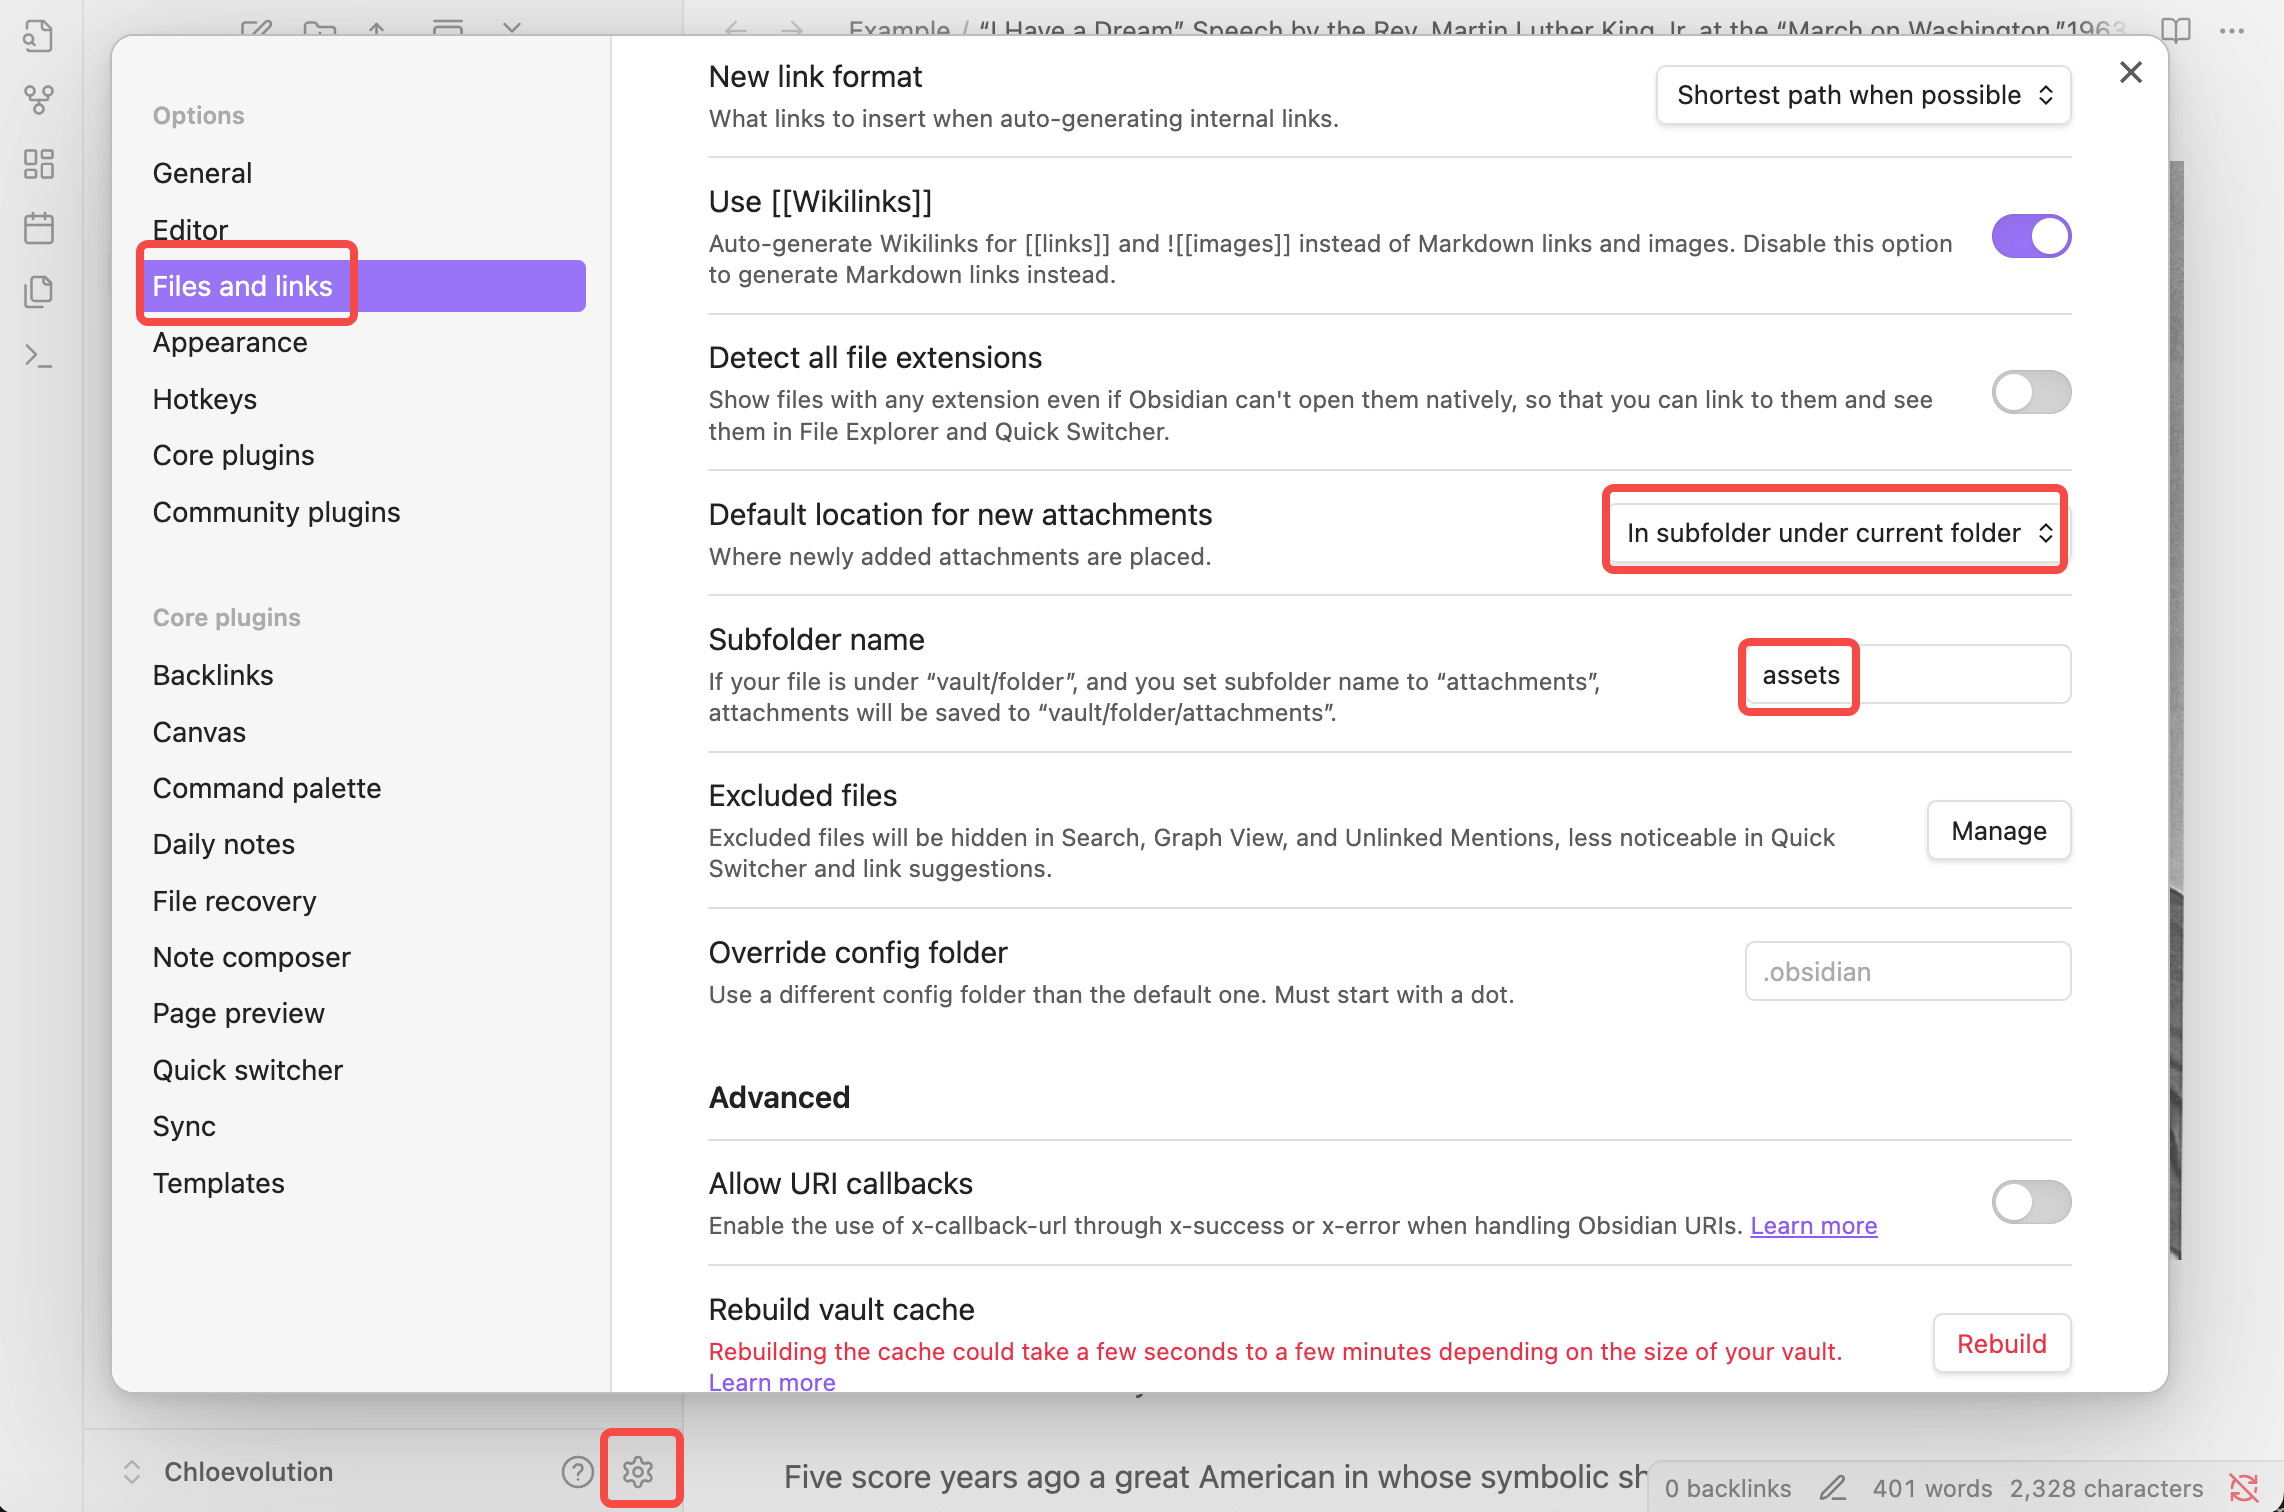 Example / “I Have a Dream” Speech by the Rev. Martin Luther King, Jr. at the “March on Washington,”1963
Options
General
Editor
Files and links
Appearance
Hotkeys
Core plugins
Community plugins
Core plugins
Backlinks
Canvas
Command palette
Daily notes
File recovery
Note composer
Page preview
Quick switcher
Sync
Templates
New link format
What links to insert when auto-generating internal links.
Shortest path when possible
Use [[Wikilinks]]
Auto-generate Wikilinks for [[links]] and ![[images]] instead of Markdown links and images. Disable this option
to generate Markdown links instead.
Detect all file extensions
Show files with any extension even if Obsidian can't open them natively, so that you can link to them and see
them in File Explorer and Quick Switcher.
Default location for new attachments
Where newly added attachments are placed.
In subfolder under current folder
Subfolder name
If your file is under “vault/folder”, and you set subfolder name to “attachments”,
attachments will be saved to “vault/folder/attachments”.
assets
Excluded files
Excluded files will be hidden in Search, Graph View, and Unlinked Mentions, less noticeable in Quick
Switcher and link suggestions.
Manage
Override config folder
Use a different config folder than the default one. Must start with a dot.
.obsidian
Advanced
Allow URI callbacks
Enable the use of x-callback-url through x-success or x-error when handling Obsidian URIs. Learn more
Rebuild vault cache
Rebuilding the cache could take a few seconds to a few minutes depending on the size of your vault.
Learn more
Rebuild
Chloevolution
Five score years ago a great American in whose symbolic sh
0 backlinks 401 words 2,328 characters